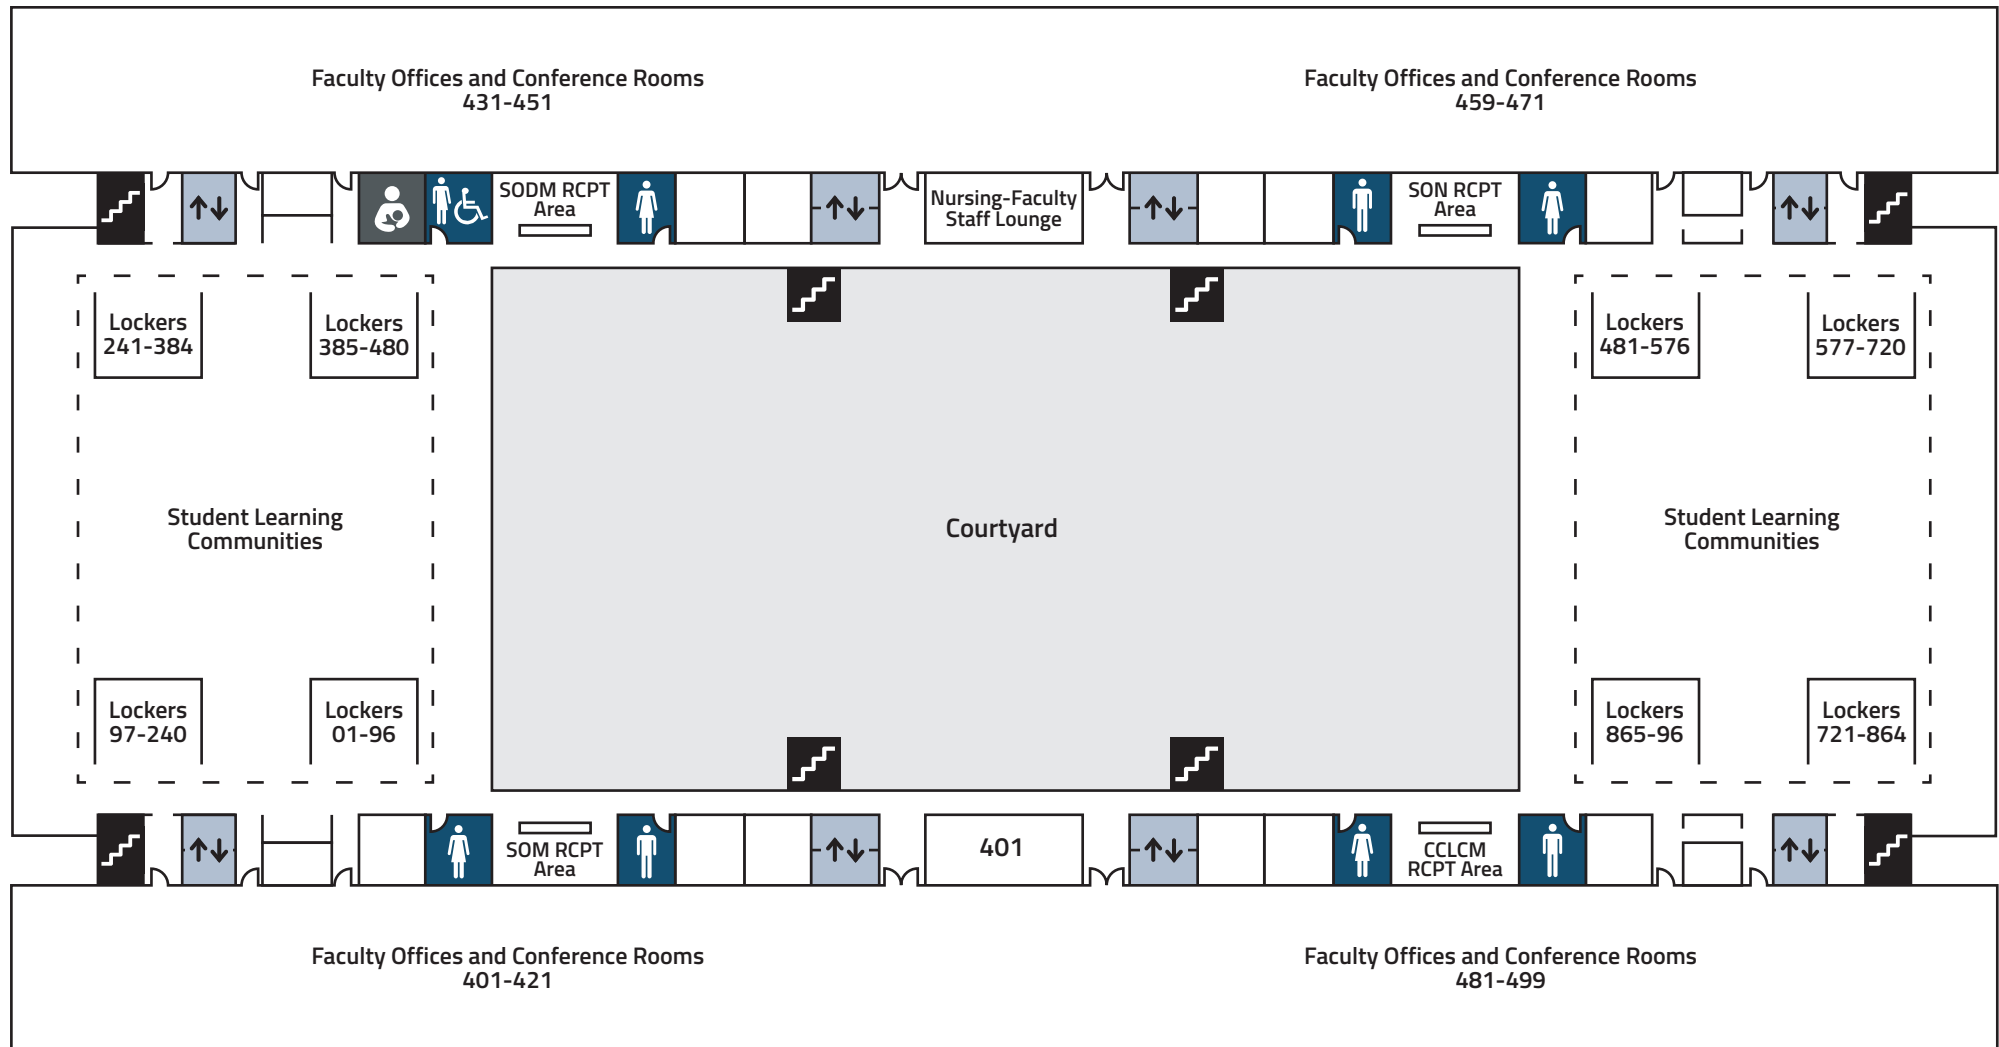 Faculty Offices and Conference Rooms
431-451
Faculty Offices and Conference Rooms
459-471
SODM RCPT
Area
Nursing-Faculty
Staff Lounge
SON RCPT
Area
Lockers
241-384
Lockers
385-480
Lockers
481-576
Lockers
577-720
Student Learning
Communities
Courtyard
Student Learning
Communities
Lockers
97-240
Lockers
01-96
Lockers
865-96
Lockers
721-864
SOM RCPT
Area
401
CCLCM
RCPT Area
Faculty Offices and Conference Rooms
401-421
Faculty Offices and Conference Rooms
481-499